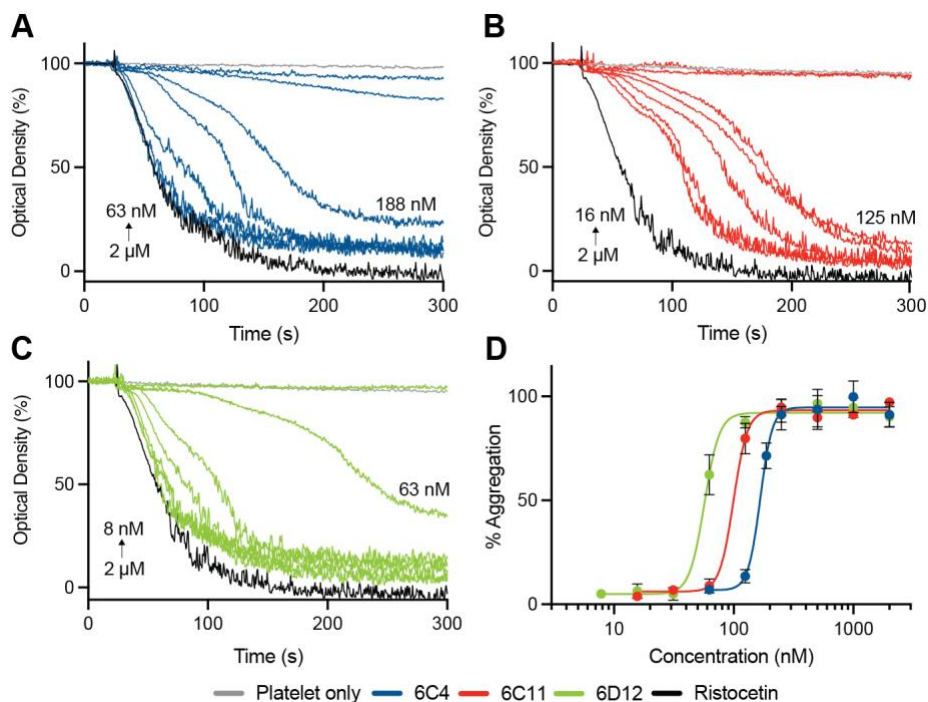 A
Optical Density (%)
100
50
0
63 nM
2 µM
188 nM
0
100
200
300
Time (s)
B
Optical Density (%)
100
50
0
16 nM
2 µM
125 nM
0
100
200
300
Time (s)
C
Optical Density (%)
100
50
0
8 nM
2 µM
63 nM
0
100
200
300
Time (s)
D
% Aggregation
100
50
0
10
100
1000
Concentration (nM)
Platelet only 6C4 6C11 6D12 Ristocetin